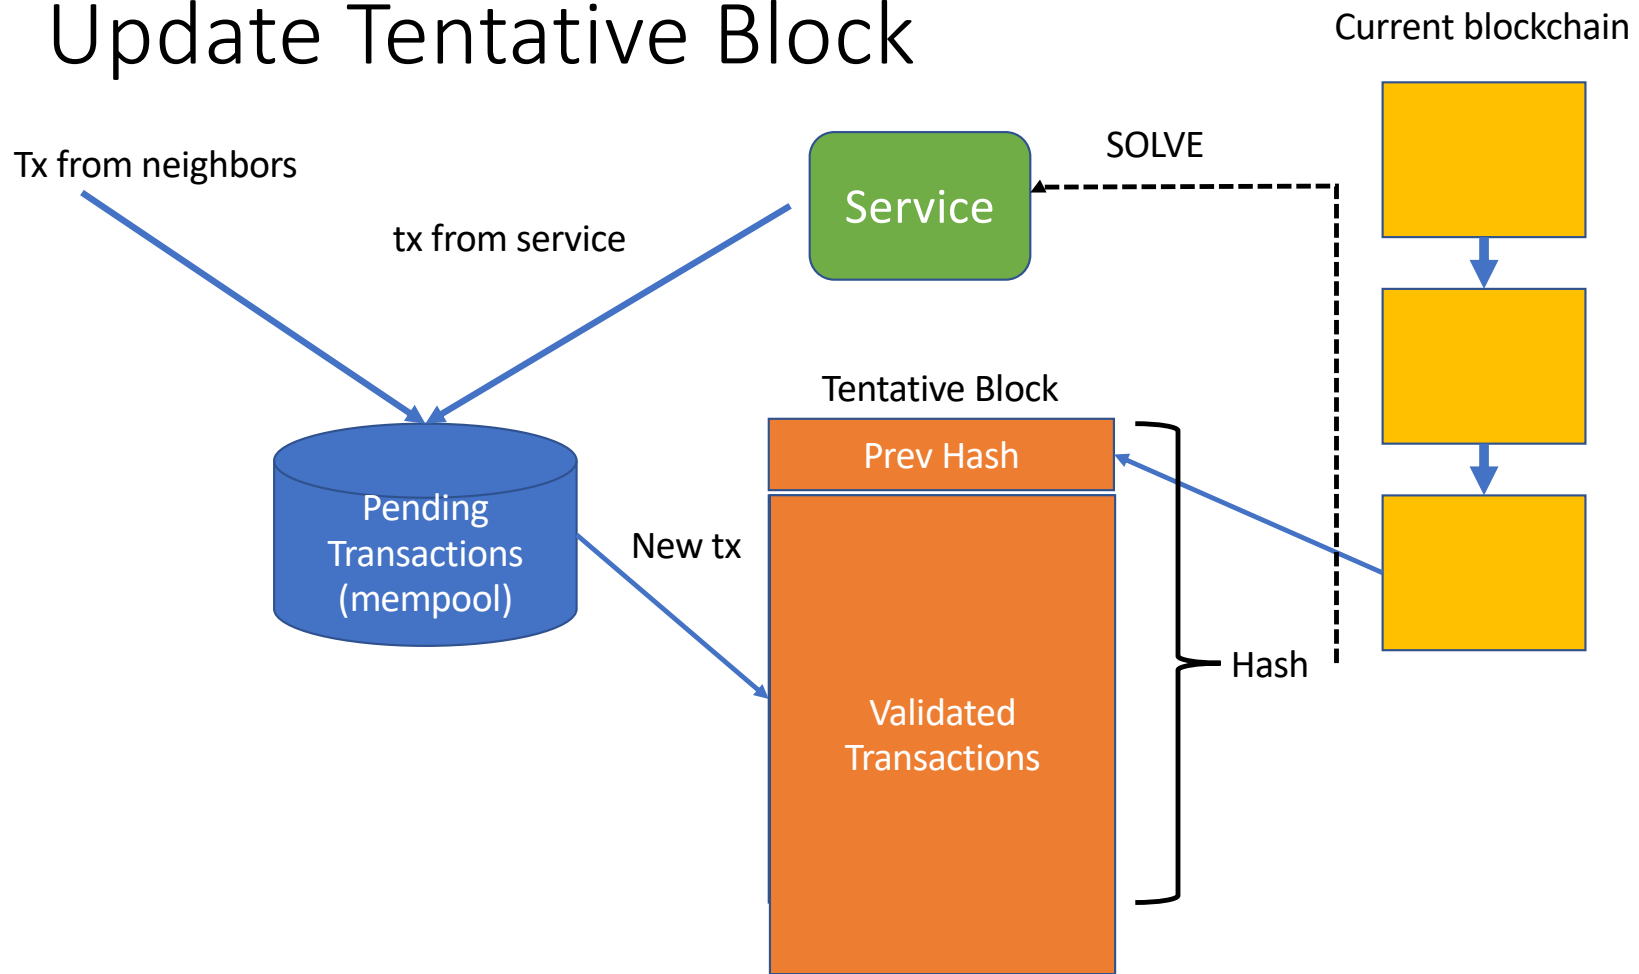 Update Tentative Block
Current blockchain
SOLVE
Tx from neighbors
Service
tx from service
Tentative Block
Prev Hash
Pending
Transactions
(mempool)
New tx
Hash
Validated
Transactions